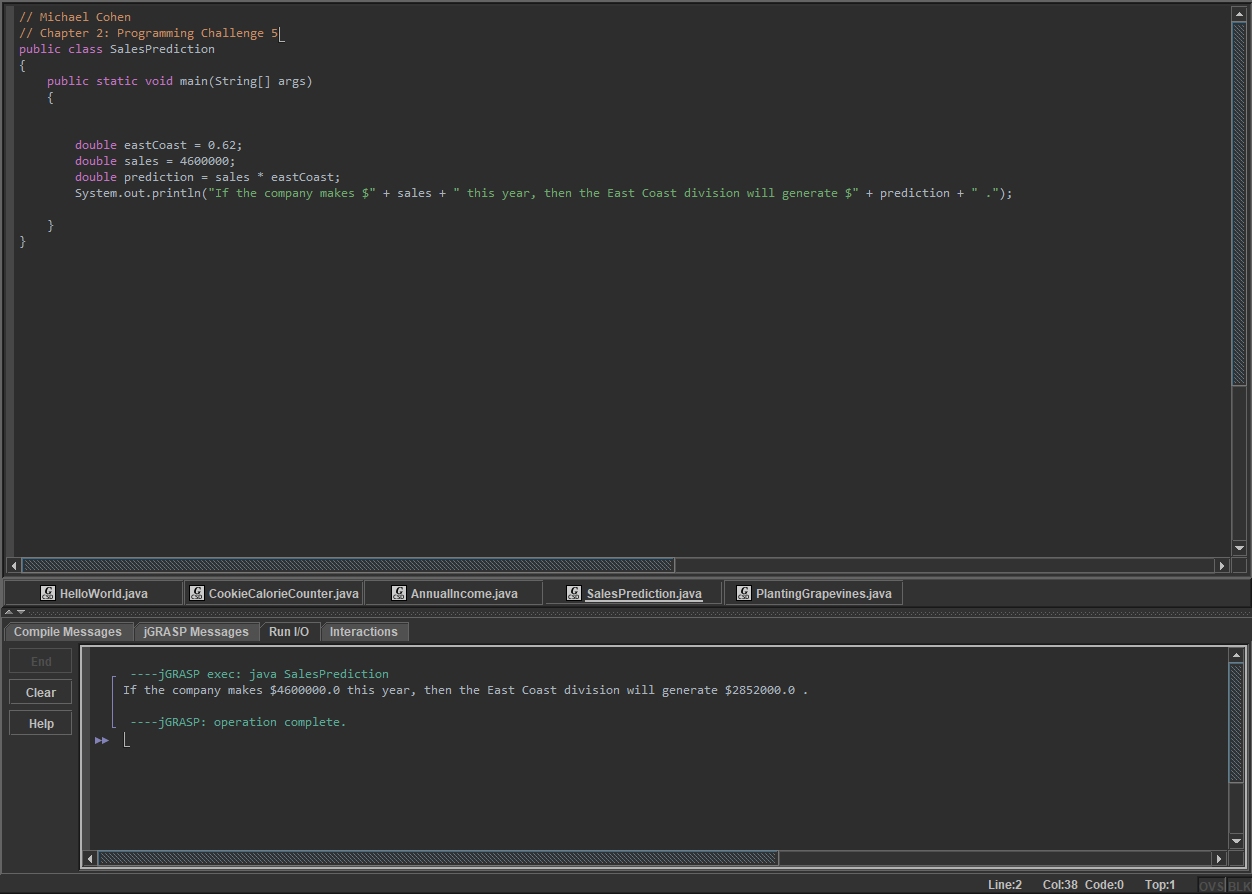 // Michael Cohen
// Chapter 2: Programming Challenge 5
public class SalesPrediction
{
    public static void main(String[] args)
    {
        double eastCoast = 0.62;
        double sales = 4600000;
        double prediction = sales * eastCoast;
        System.out.println("If the company makes $" + sales + " this year, then the East Coast division will generate $" + prediction + " .");
    }
}
HelloWorld.java CookieCalorieCounter.java AnnualIncome.java SalesPrediction.java PlantingGrapevines.java
Compile Messages jGRASP Messages Run I/O Interactions
End
Clear
Help
----jGRASP exec: java SalesPrediction
If the company makes $4600000.0 this year, then the East Coast division will generate $2852000.0 .
----jGRASP: operation complete.
Line:2 Col:38 Code:0 Top:1 OVS BLK